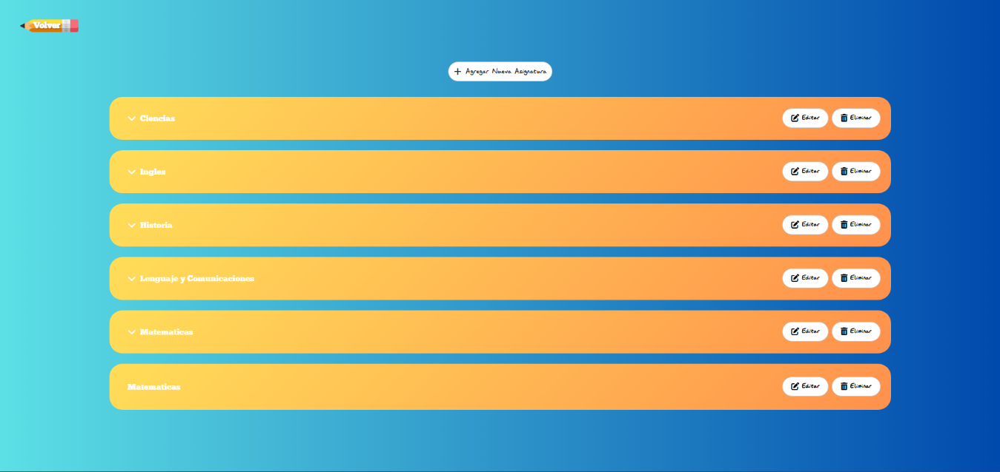 Volver
Agregar Nueva Asignatura
Ciencias Editar Eliminar
Ingles Editar Eliminar
Historia Editar Eliminar
Lenguaje y Comunicaciones Editar Eliminar
Matematicas Editar Eliminar
Matematicas Editar Eliminar